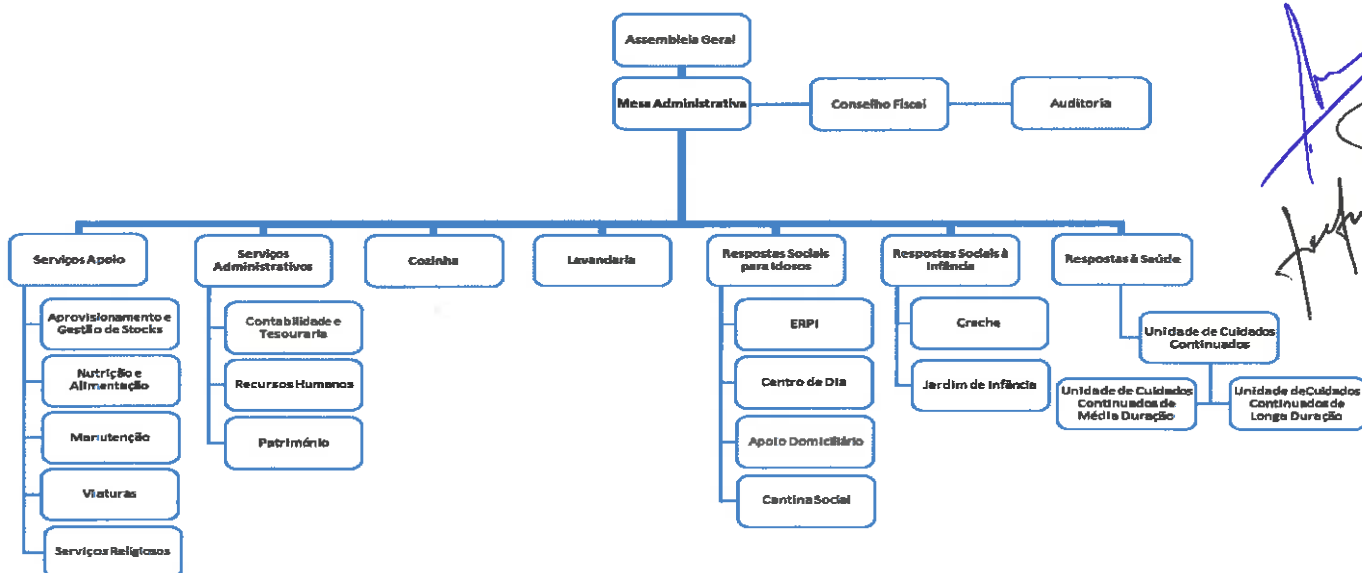 Assembleia Geral
Mesa Administrativa
Conselho Fiscal
Auditoria
Serviços Apoio
Aprovisionamento e
Gestão de Stocks
Nutrição e
Alimentação
Manutenção
Viaturas
Serviços Religiosos
Serviços
Administrativos
Contabilidade e
Tesouraria
Recursos Humanos
Património
Cozinha
Lavandaria
Respostas Sociais
para Idosos
ERPI
Centro de Dia
Apoio Domiciliário
Cantina Social
Respostas Sociais à
Infância
Creche
Jardim de Infância
Respostas à Saúde
Unidade de Cuidados
Continuados
Unidade de Cuidados
Continuados de
Média Duração
Unidade deCuidados
Continuados de
Longa Duração